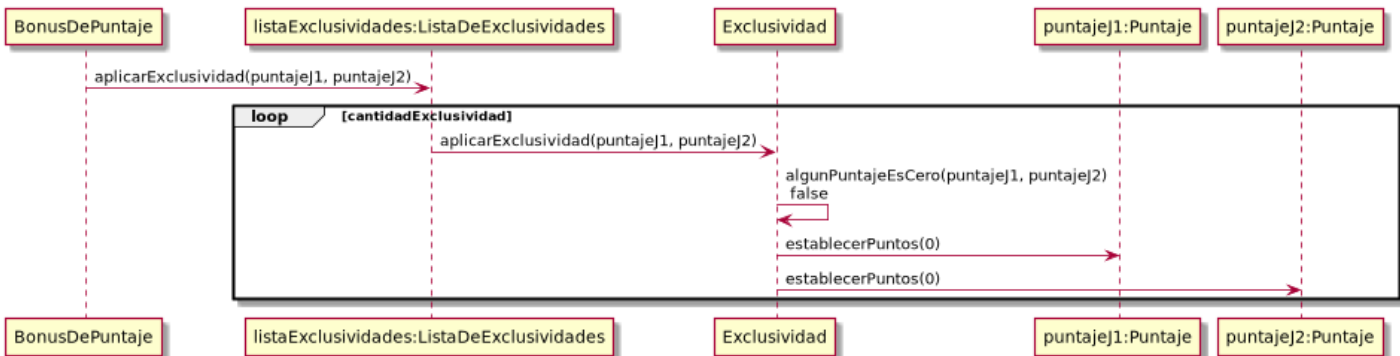 BonusDePuntaje
listaExclusividades:ListaDeExclusividades
Exclusividad
puntajeJ1:Puntaje
puntajeJ2:Puntaje
aplicarExclusividad(puntajeJ1, puntajeJ2)
loop
[cantidadExclusividad]
aplicarExclusividad(puntajeJ1, puntajeJ2)
algunPuntajeEsCero(puntajeJ1, puntajeJ2)
false
establecerPuntos(0)
establecerPuntos(0)
BonusDePuntaje
listaExclusividades:ListaDeExclusividades
Exclusividad
puntajeJ1:Puntaje
puntajeJ2:Puntaje